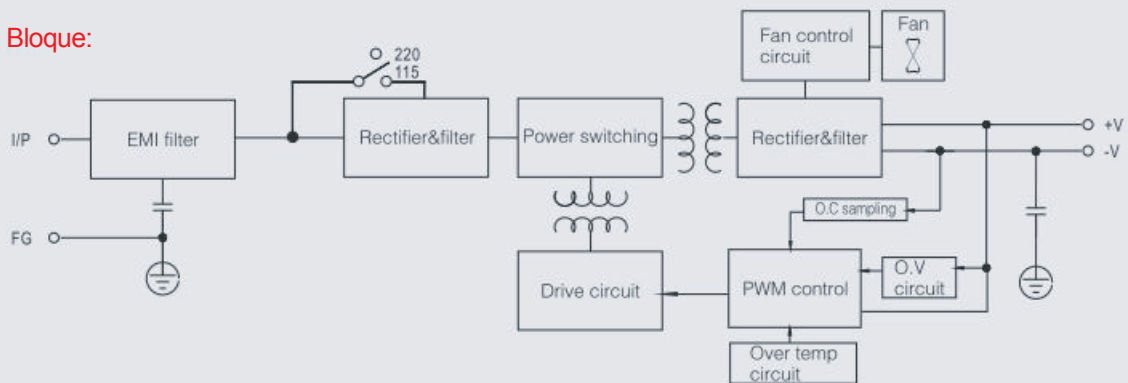 Bloque:
220
115
Fan control
circuit
Fan
I/P
EMI filter
Rectifier&filter
Power switching
Rectifier&filter
+V
-V
O.C sampling
FG
Drive circuit
PWM control
O.V
circuit
Over temp
circuit